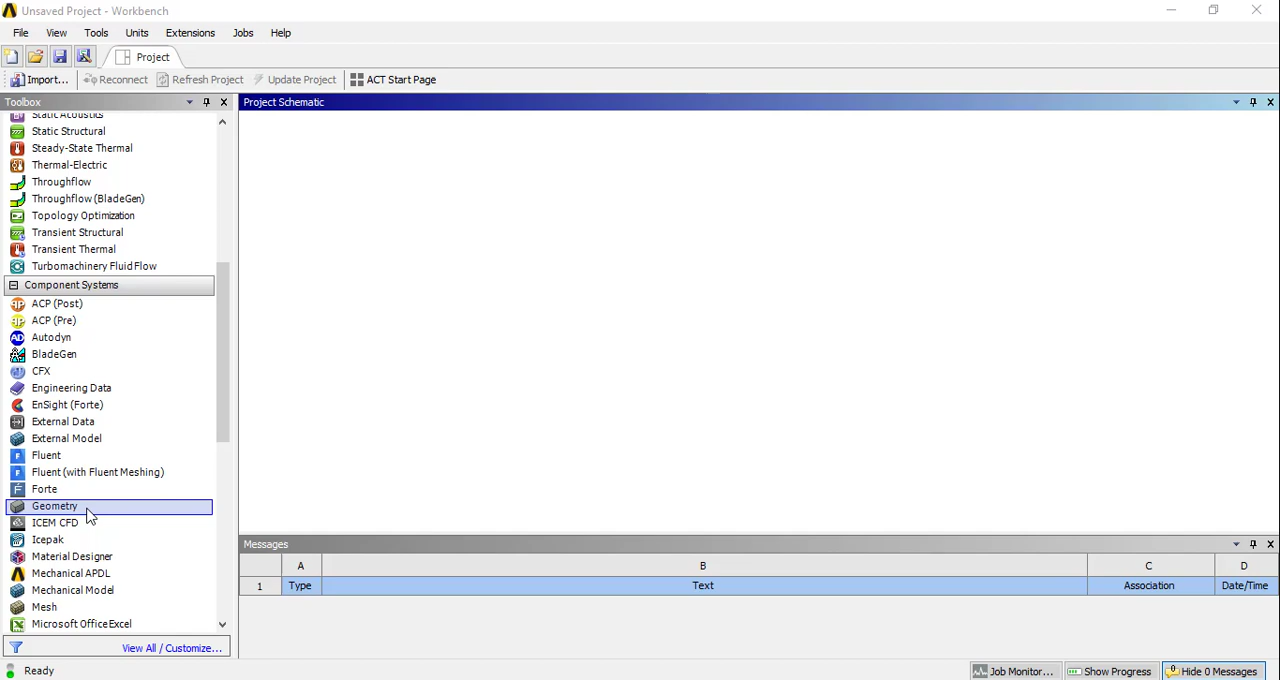 Unsaved Project - Workbench
File View Tools Units Extensions Jobs Help
Project
Import... Reconnect Refresh Project Update Project ACT Start Page
Toolbox
Project Schematic
Static Acoustics
Static Structural
Steady-State Thermal
Thermal-Electric
Throughflow
Throughflow (BladeGen)
Topology Optimization
Transient Structural
Transient Thermal
Turbomachinery Fluid Flow
Component Systems
ACP (Post)
ACP (Pre)
Autodyn
BladeGen
CFX
Engineering Data
EnSight (Forte)
External Data
External Model
Fluent
Fluent (with Fluent Meshing)
Forte
Geometry
ICEM CFD
Icepak
Material Designer
Mechanical APDL
Mechanical Model
Mesh
Microsoft Office Excel
View All / Customize...
Messages
A B C D
1 Type Text Association Date/Time
Ready
Job Monitor... Show Progress Hide 0 Messages